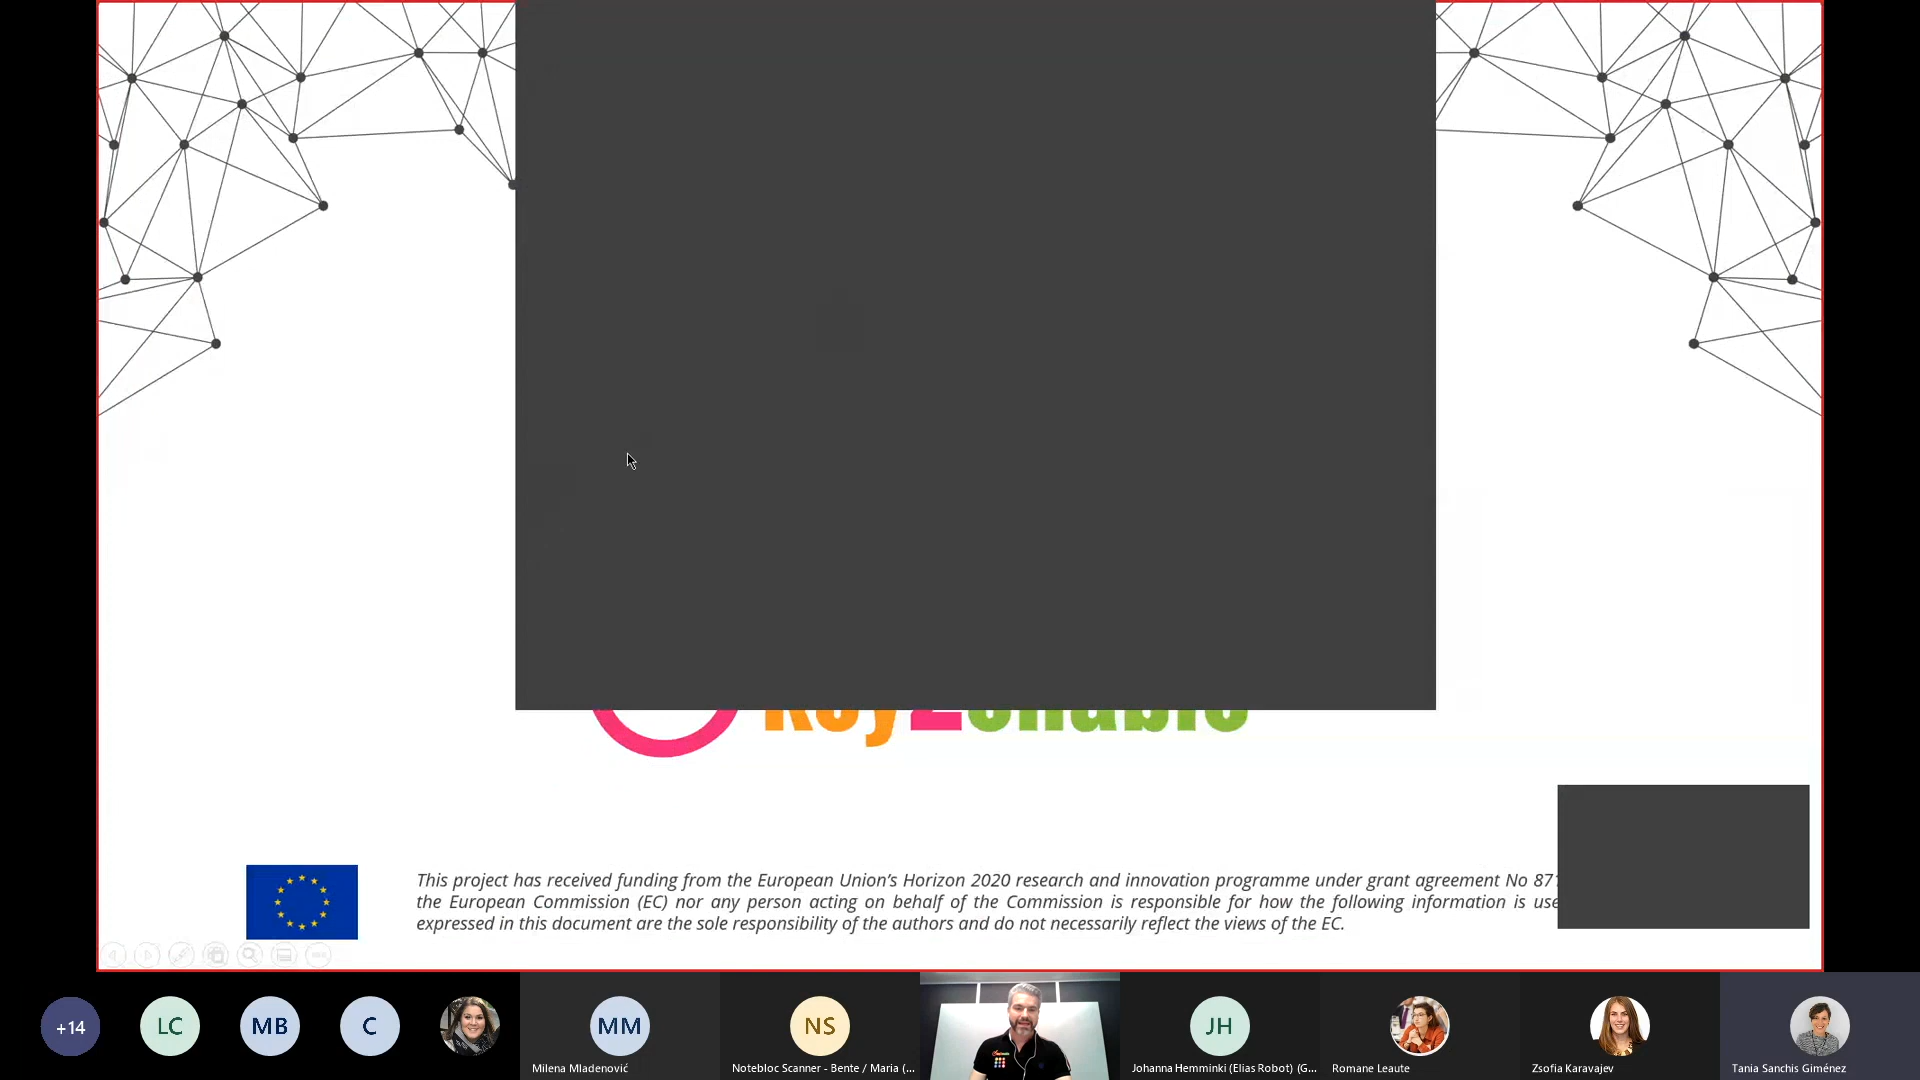 key2enable
This project has received funding from the European Union's Horizon 2020 research and innovation programme under grant agreement No 871
the European Commission (EC) nor any person acting on behalf of the Commission is responsible for how the following information is use
expressed in this document are the sole responsibility of the authors and do not necessarily reflect the views of the EC.
+14
LC
MB
C
MM
NS
JH
Milena Mladenović
Notebloc Scanner - Bente / Maria (...
Johanna Hemminki (Elias Robot) (G...
Romane Leaute
Zsofia Karavajev
Tania Sanchis Giménez